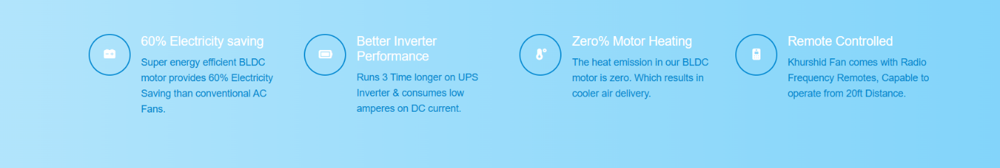 60% Electricity saving
Super energy efficient BLDC
motor provides 60% Electricity
Saving than conventional AC
Fans.
Better Inverter
Performance
Runs 3 Time longer on UPS
Inverter & consumes low
amperes on DC current.
Zero% Motor Heating
The heat emission in our BLDC
motor is zero. Which results in
cooler air delivery.
Remote Controlled
Khurshid Fan comes with Radio
Frequency Remotes, Capable to
operate from 20ft Distance.